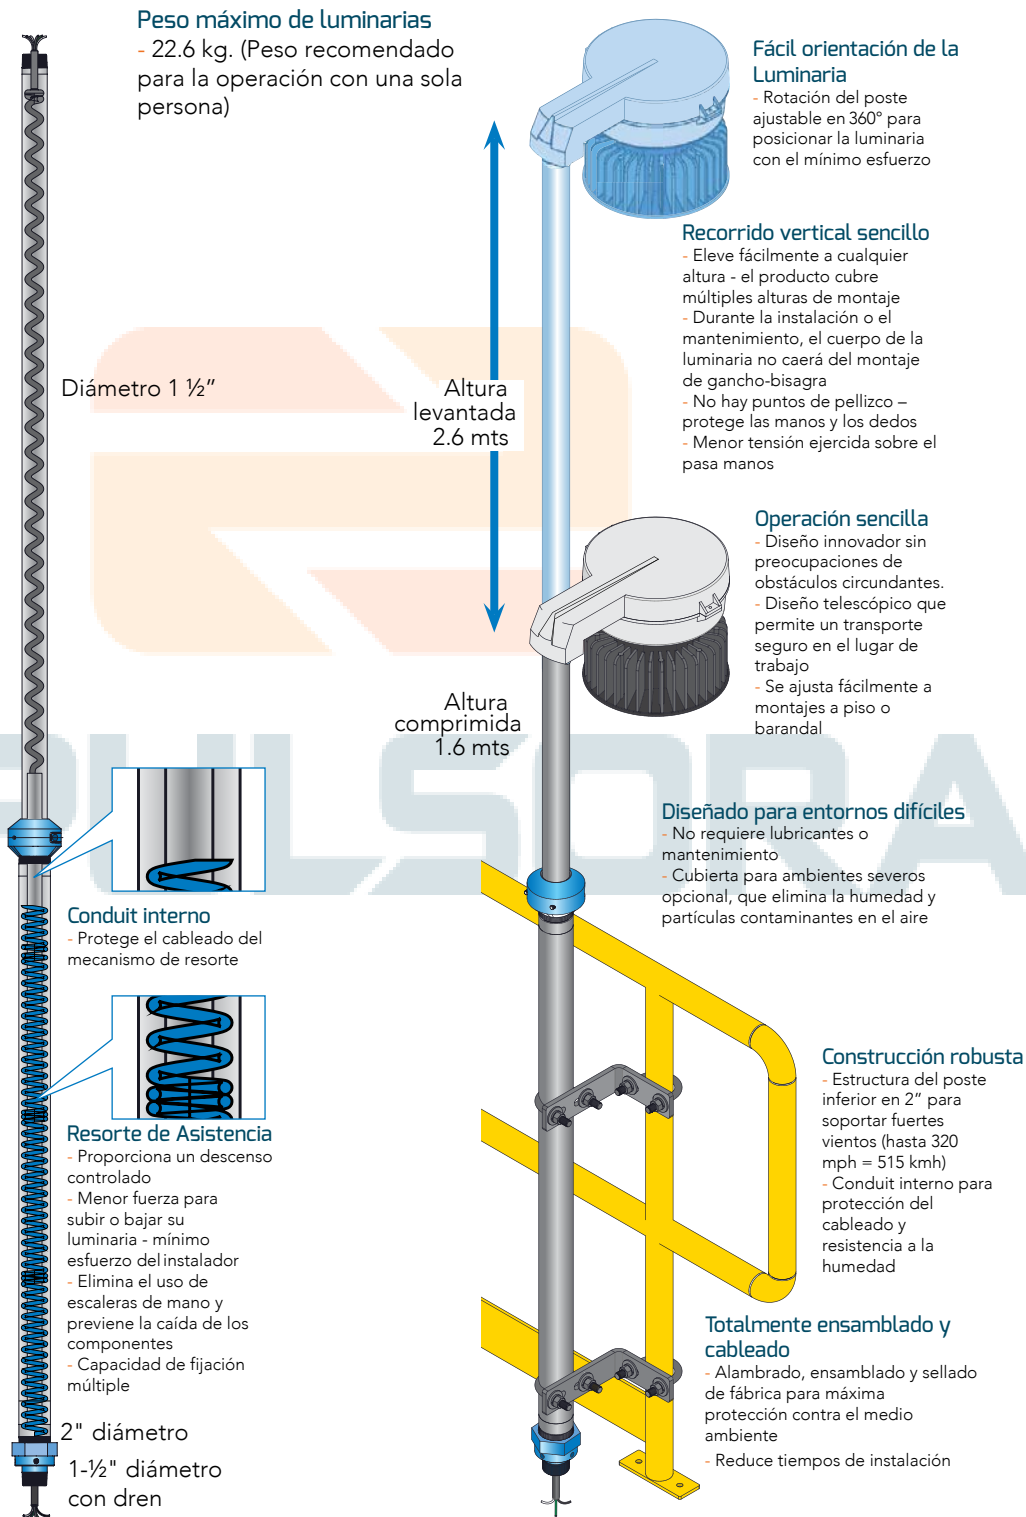 Peso máximo de luminarias
- 22.6 kg. (Peso recomendado
para la operación con una sola
persona)
Fácil orientación de la
Luminaria
- Rotación del poste
ajustable en 360° para
posicionar la luminaria
con el mínimo esfuerzo
Recorrido vertical sencillo
- Eleve fácilmente a cualquier
altura - el producto cubre
múltiples alturas de montaje
- Durante la instalación o el
mantenimiento, el cuerpo de la
luminaria no caerá del montaje
de gancho-bisagra
- No hay puntos de pellizco –
protege las manos y los dedos
- Menor tensión ejercida sobre el
pasa manos
Diámetro 1 ½”
Altura
levantada
2.6 mts
Operación sencilla
- Diseño innovador sin
preocupaciones de
obstáculos circundantes.
- Diseño telescópico que
permite un transporte
seguro en el lugar de
trabajo
- Se ajusta fácilmente a
montajes a piso o
barandal
Altura
comprimida
1.6 mts
PULSORA
Diseñado para entornos difíciles
- No requiere lubricantes o
mantenimiento
- Cubierta para ambientes severos
opcional, que elimina la humedad y
partículas contaminantes en el aire
Conduit interno
- Protege el cableado del
mecanismo de resorte
Construcción robusta
- Estructura del poste
inferior en 2” para
soportar fuertes
vientos (hasta 320
mph = 515 kmh)
- Conduit interno para
protección del
cableado y
resistencia a la
humedad
Resorte de Asistencia
- Proporciona un descenso
controlado
- Menor fuerza para
subir o bajar su
luminaria - mínimo
esfuerzo del instalador
- Elimina el uso de
escaleras de mano y
previene la caída de los
componentes
- Capacidad de fijación
múltiple
Totalmente ensamblado y
cableado
- Alambrado, ensamblado y sellado
de fábrica para máxima
protección contra el medio
ambiente
- Reduce tiempos de instalación
2" diámetro
1-½" diámetro
con dren